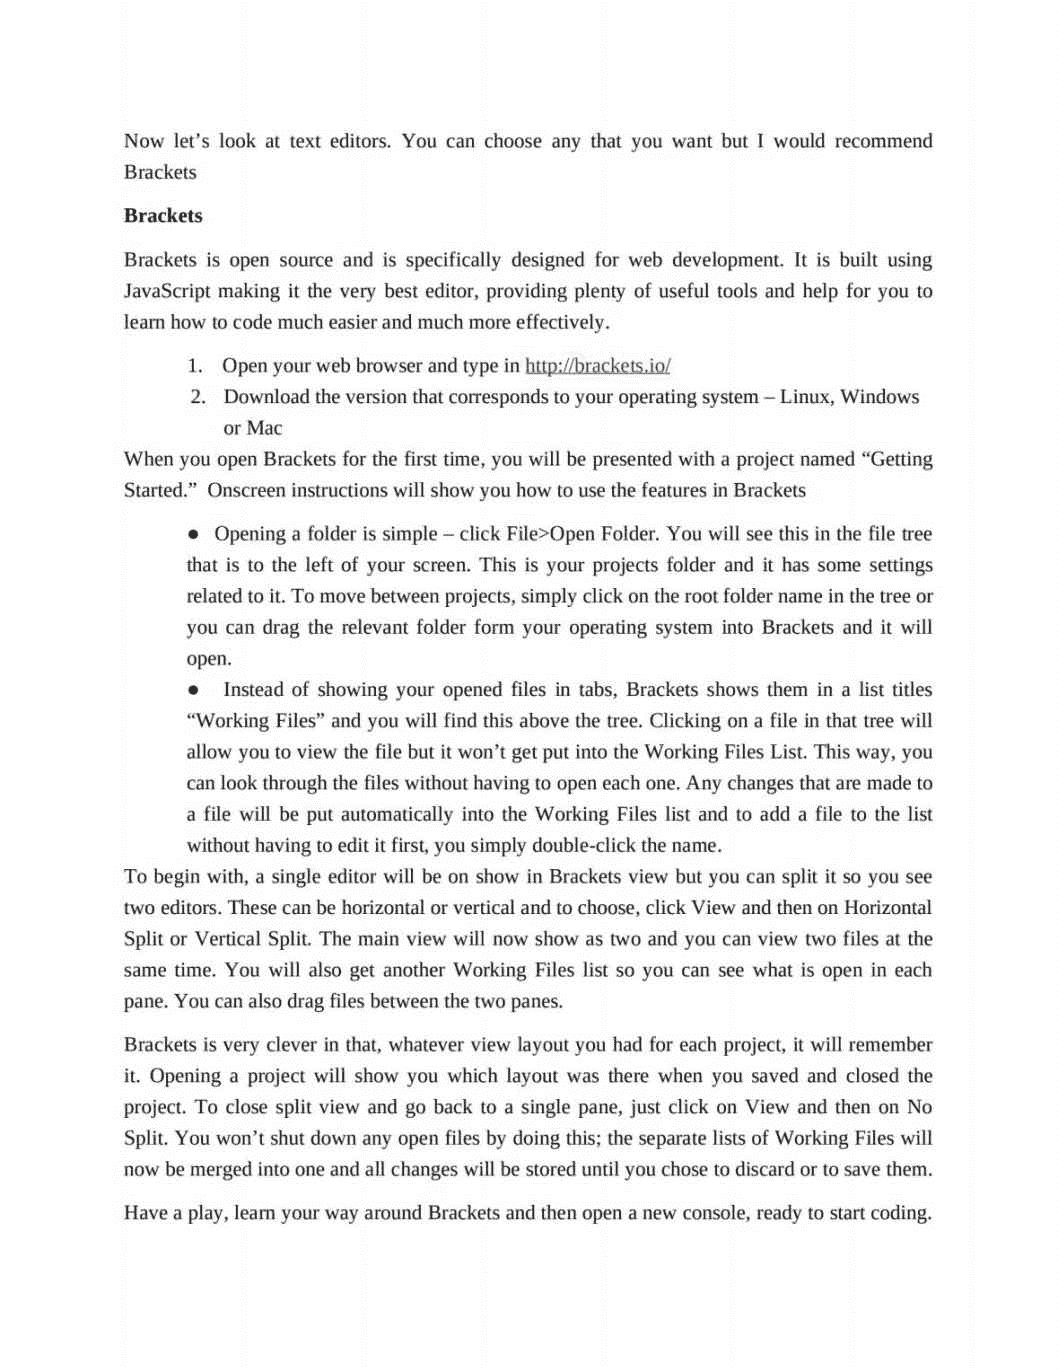 Now let’s look at text editors. You can choose any that you want but I would recommend
Brackets
Brackets
Brackets is open source and is specifically designed for web development. It is built using
JavaScript making it the very best editor, providing plenty of useful tools and help for you to
learn how to code much easier and much more effectively.
1. Open your web browser and type in http://brackets.io/
2. Download the version that corresponds to your operating system – Linux, Windows
or Mac
When you open Brackets for the first time, you will be presented with a project named “Getting
Started.” Onscreen instructions will show you how to use the features in Brackets
● Opening a folder is simple – click File>Open Folder. You will see this in the file tree
that is to the left of your screen. This is your projects folder and it has some settings
related to it. To move between projects, simply click on the root folder name in the tree or
you can drag the relevant folder form your operating system into Brackets and it will
open.
● Instead of showing your opened files in tabs, Brackets shows them in a list titles
“Working Files” and you will find this above the tree. Clicking on a file in that tree will
allow you to view the file but it won’t get put into the Working Files List. This way, you
can look through the files without having to open each one. Any changes that are made to
a file will be put automatically into the Working Files list and to add a file to the list
without having to edit it first, you simply double-click the name.
To begin with, a single editor will be on show in Brackets view but you can split it so you see
two editors. These can be horizontal or vertical and to choose, click View and then on Horizontal
Split or Vertical Split. The main view will now show as two and you can view two files at the
same time. You will also get another Working Files list so you can see what is open in each
pane. You can also drag files between the two panes.
Brackets is very clever in that, whatever view layout you had for each project, it will remember
it. Opening a project will show you which layout was there when you saved and closed the
project. To close split view and go back to a single pane, just click on View and then on No
Split. You won’t shut down any open files by doing this; the separate lists of Working Files will
now be merged into one and all changes will be stored until you chose to discard or to save them.
Have a play, learn your way around Brackets and then open a new console, ready to start coding.